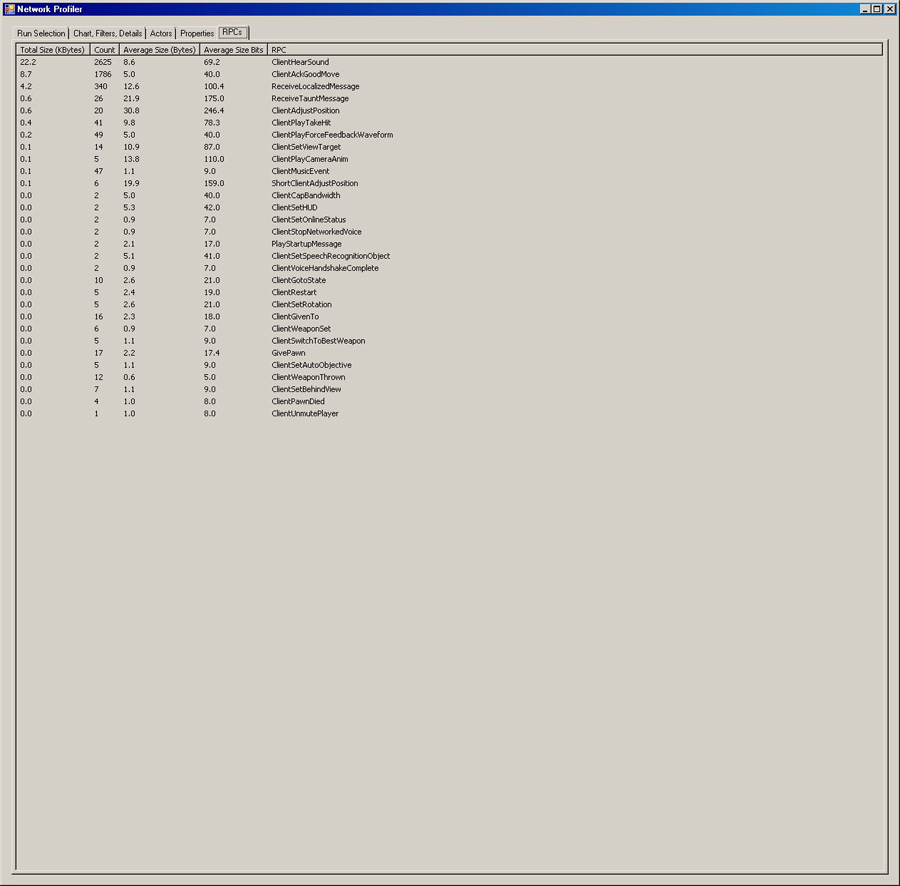 Network Profiler
Run Selection Chart, Filters, Details Actors Properties RPCs
Total Size (KBytes) Count Average Size (Bytes) Average Size Bits RPC
22.2 2625 8.6 69.2 ClientHearSound
8.7 1786 5.0 40.0 ClientAckGoodMove
4.2 340 12.6 100.4 ReceiveLocalizedMessage
0.6 26 21.9 175.0 ReceiveTauntMessage
0.6 20 30.8 246.4 ClientAdjustPosition
0.4 41 9.8 78.3 ClientPlayTakeHit
0.2 49 5.0 40.0 ClientPlayForceFeedbackWaveform
0.1 14 10.9 87.0 ClientSetViewTarget
0.1 5 13.8 110.0 ClientPlayCameraAnim
0.1 47 1.1 9.0 ClientMusicEvent
0.1 6 19.9 159.0 ShortClientAdjustPosition
0.0 2 5.0 40.0 ClientCapBandwidth
0.0 2 5.3 42.0 ClientSetHUD
0.0 2 0.9 7.0 ClientSetOnlineStatus
0.0 2 0.9 7.0 ClientStopNetworkedVoice
0.0 2 2.1 17.0 PlayStartupMessage
0.0 2 5.1 41.0 ClientSetSpeechRecognitionObject
0.0 2 0.9 7.0 ClientVoiceHandshakeComplete
0.0 10 2.6 21.0 ClientGotoState
0.0 5 2.4 19.0 ClientRestart
0.0 5 2.6 21.0 ClientSetRotation
0.0 16 2.3 18.0 ClientGivenTo
0.0 6 0.9 7.0 ClientWeaponSet
0.0 5 1.1 9.0 ClientSwitchToBestWeapon
0.0 17 2.2 17.4 GivePawn
0.0 5 1.1 9.0 ClientSetAutoObjective
0.0 12 0.6 5.0 ClientWeaponThrown
0.0 7 1.1 9.0 ClientSetBehindView
0.0 4 1.0 8.0 ClientPawnDied
0.0 1 1.0 8.0 ClientUnmutePlayer